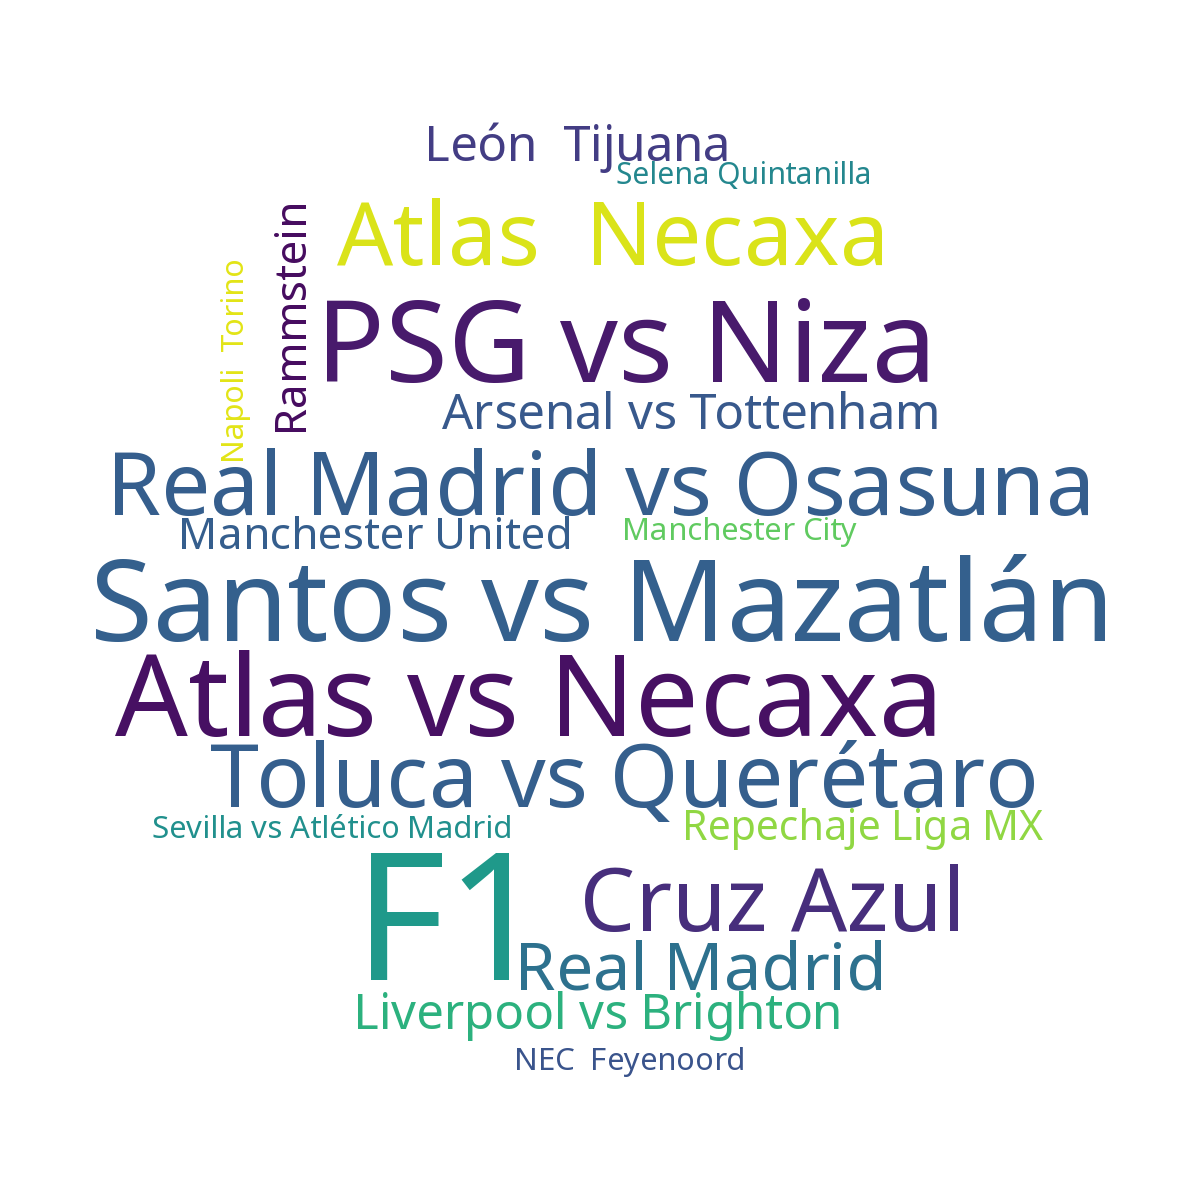 León  Tijuana
Selena Quintanilla
Atlas  Necaxa
Rammstein
Napoli  Torino
PSG vs Niza
Arsenal vs Tottenham
Real Madrid vs Osasuna
Manchester United
Manchester City
Santos vs Mazatlán
Atlas vs Necaxa
Toluca vs Querétaro
Sevilla vs Atlético Madrid
Repechaje Liga MX
F1
Cruz Azul
Real Madrid
Liverpool vs Brighton
NEC  Feyenoord